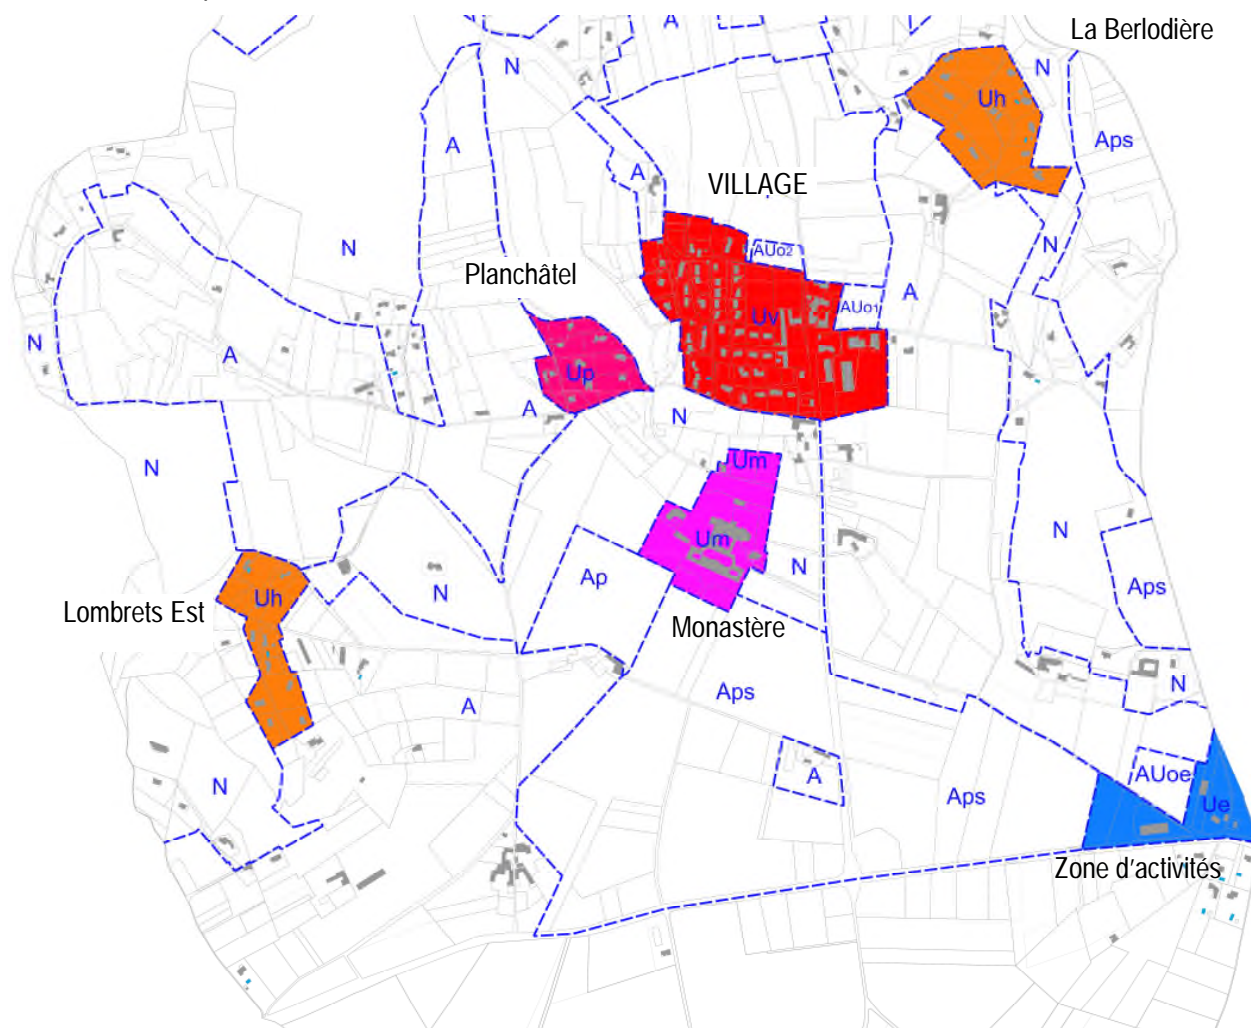 La Berlodière
A
N
N
Uh
Aps
A
A
VILLAGE
N
AUo2
N
Planchâtel
A
AUo1
Uv
N
A
Up
A
N
Um
N
N
Um
N
Ap
Aps
N
Uh
Lombrets Est
Monastère
N
Aps
A
AUoe
A
N
Aps
Ue
Zone d'activités